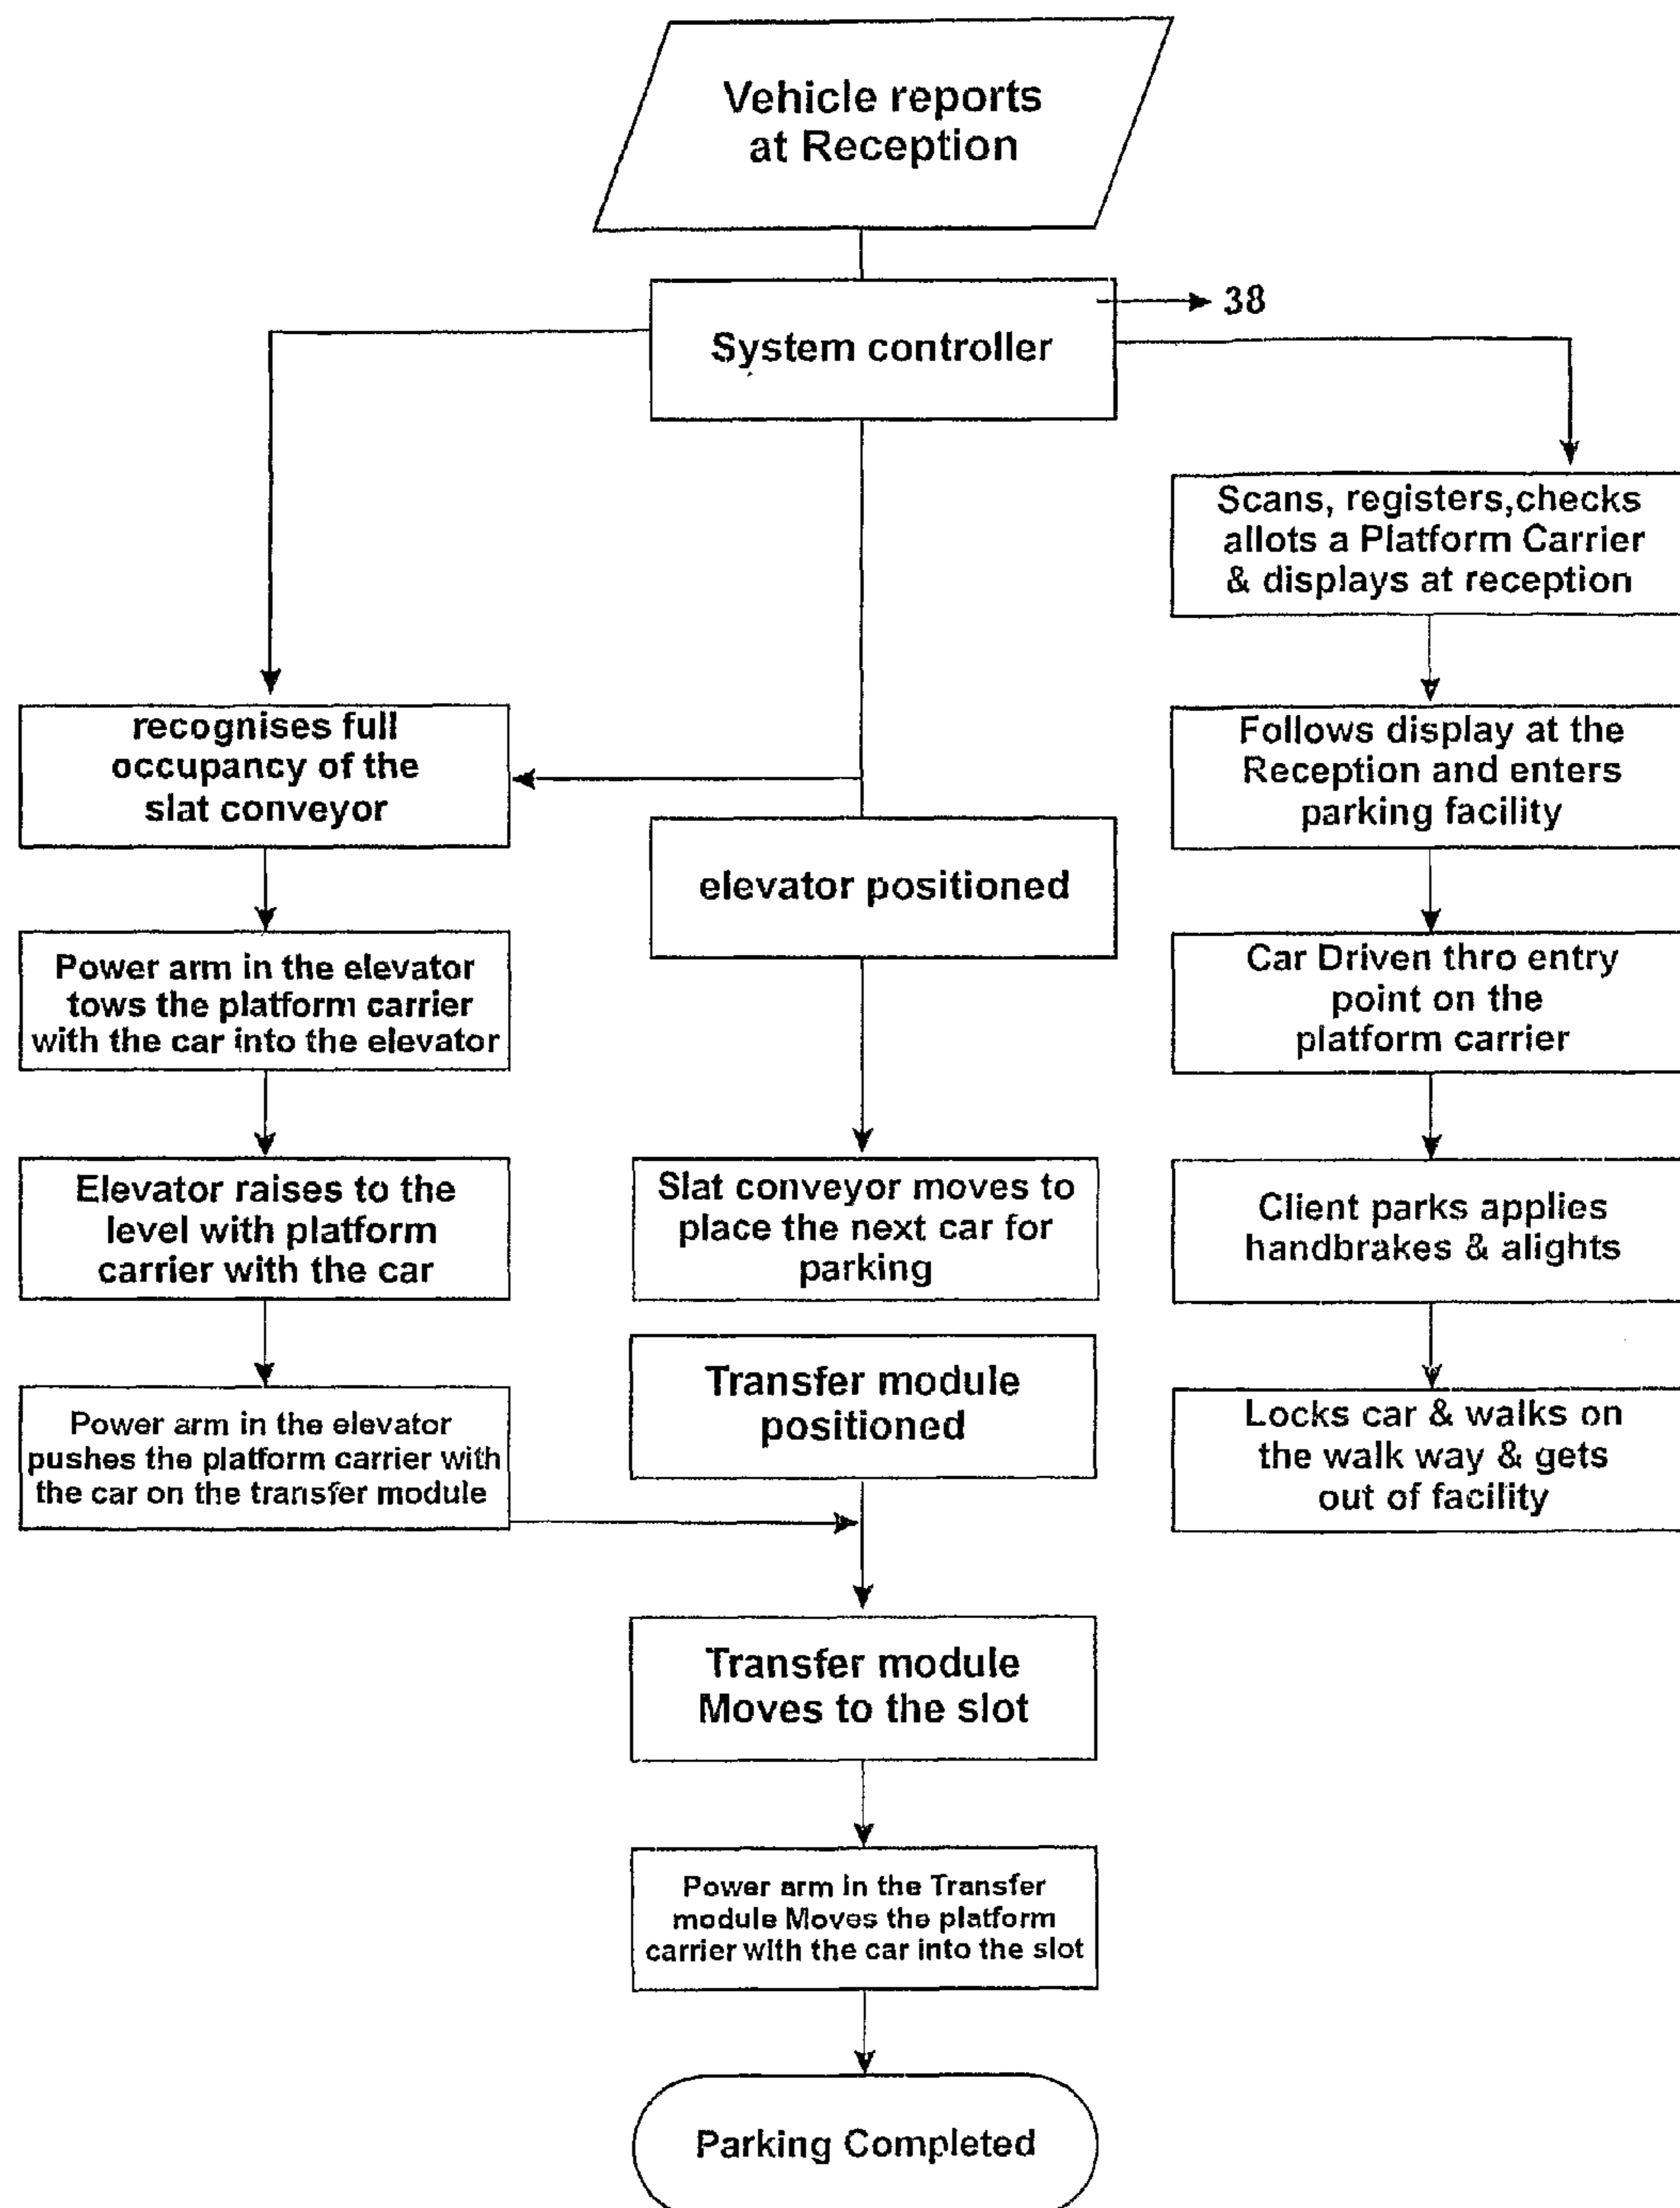 Vehicle reports
at Reception
38
System controller
Scans, registers,checks
allots a Platform Carrier
& displays at reception
recognises full
occupancy of the
slat conveyor
Follows display at the
Reception and enters
parking facility
elevator positioned
Power arm in the elevator
tows the platform carrier
with the car into the elevator
Car Driven thro entry
point on the
platform carrier
Elevator raises to the
level with platform
carrier with the car
Slat conveyor moves to
place the next car for
parking
Client parks applies
handbrakes & alights
Transfer module
positioned
Power arm in the elevator
pushes the platform carrier with
the car on the transfer module
Locks car & walks on
the walk way & gets
out of facility
Transfer module
Moves to the slot
Power arm in the Transfer
module Moves the platform
carrier with the car into the slot
Parking Completed